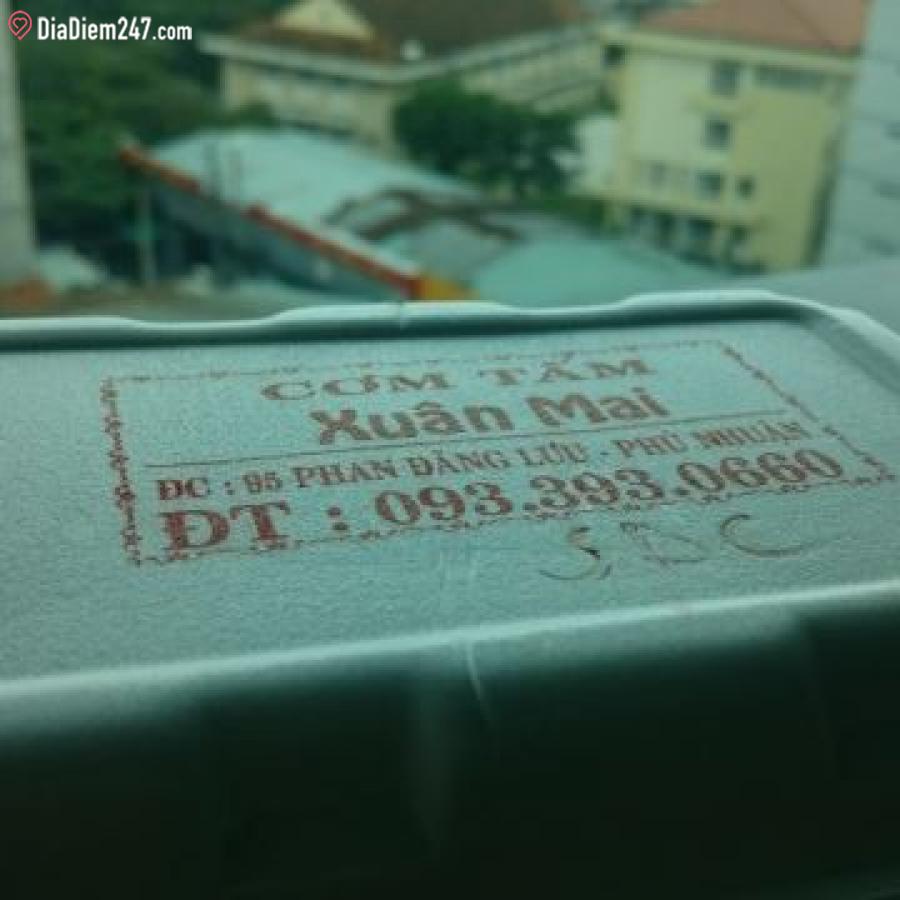 DiaDiem247.com
CƠM TẤM
Xuân Mai
ĐC : 95 PHAN ĐĂNG LƯU - PHÚ NHUẬN
ĐT : 093.393.0660